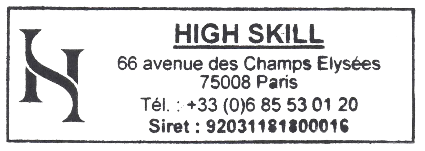 HIGH SKILL
66 avenue des Champs Elysées
75008 Paris
Tél. : +33 (0)6 85 53 01 20
Siret : 92031181800016